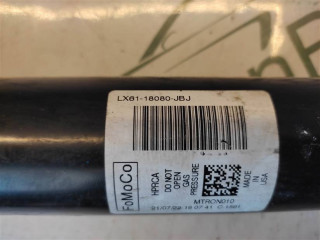 LX61-18080-JBJ
FoMoCo
HPRCA
DO NOT
OPEN
GAS
PRESSURE
MADE IN
USA
MTRON010